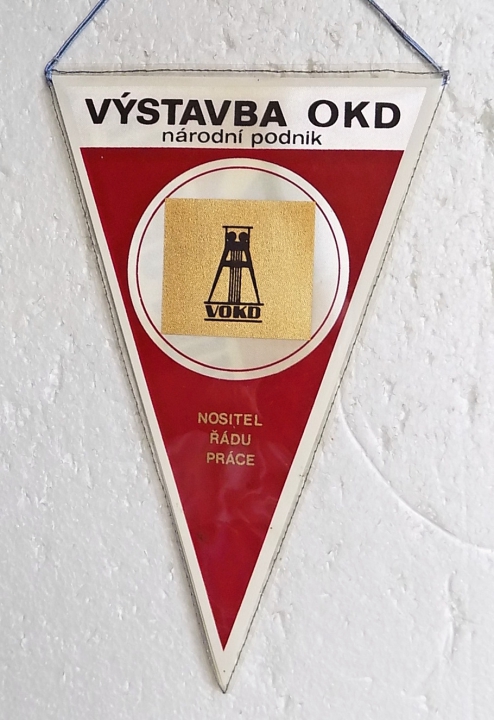 VÝSTAVBA OKD
národní podnik
VOKD
NOSITEL
ŘÁDU
PRÁCE